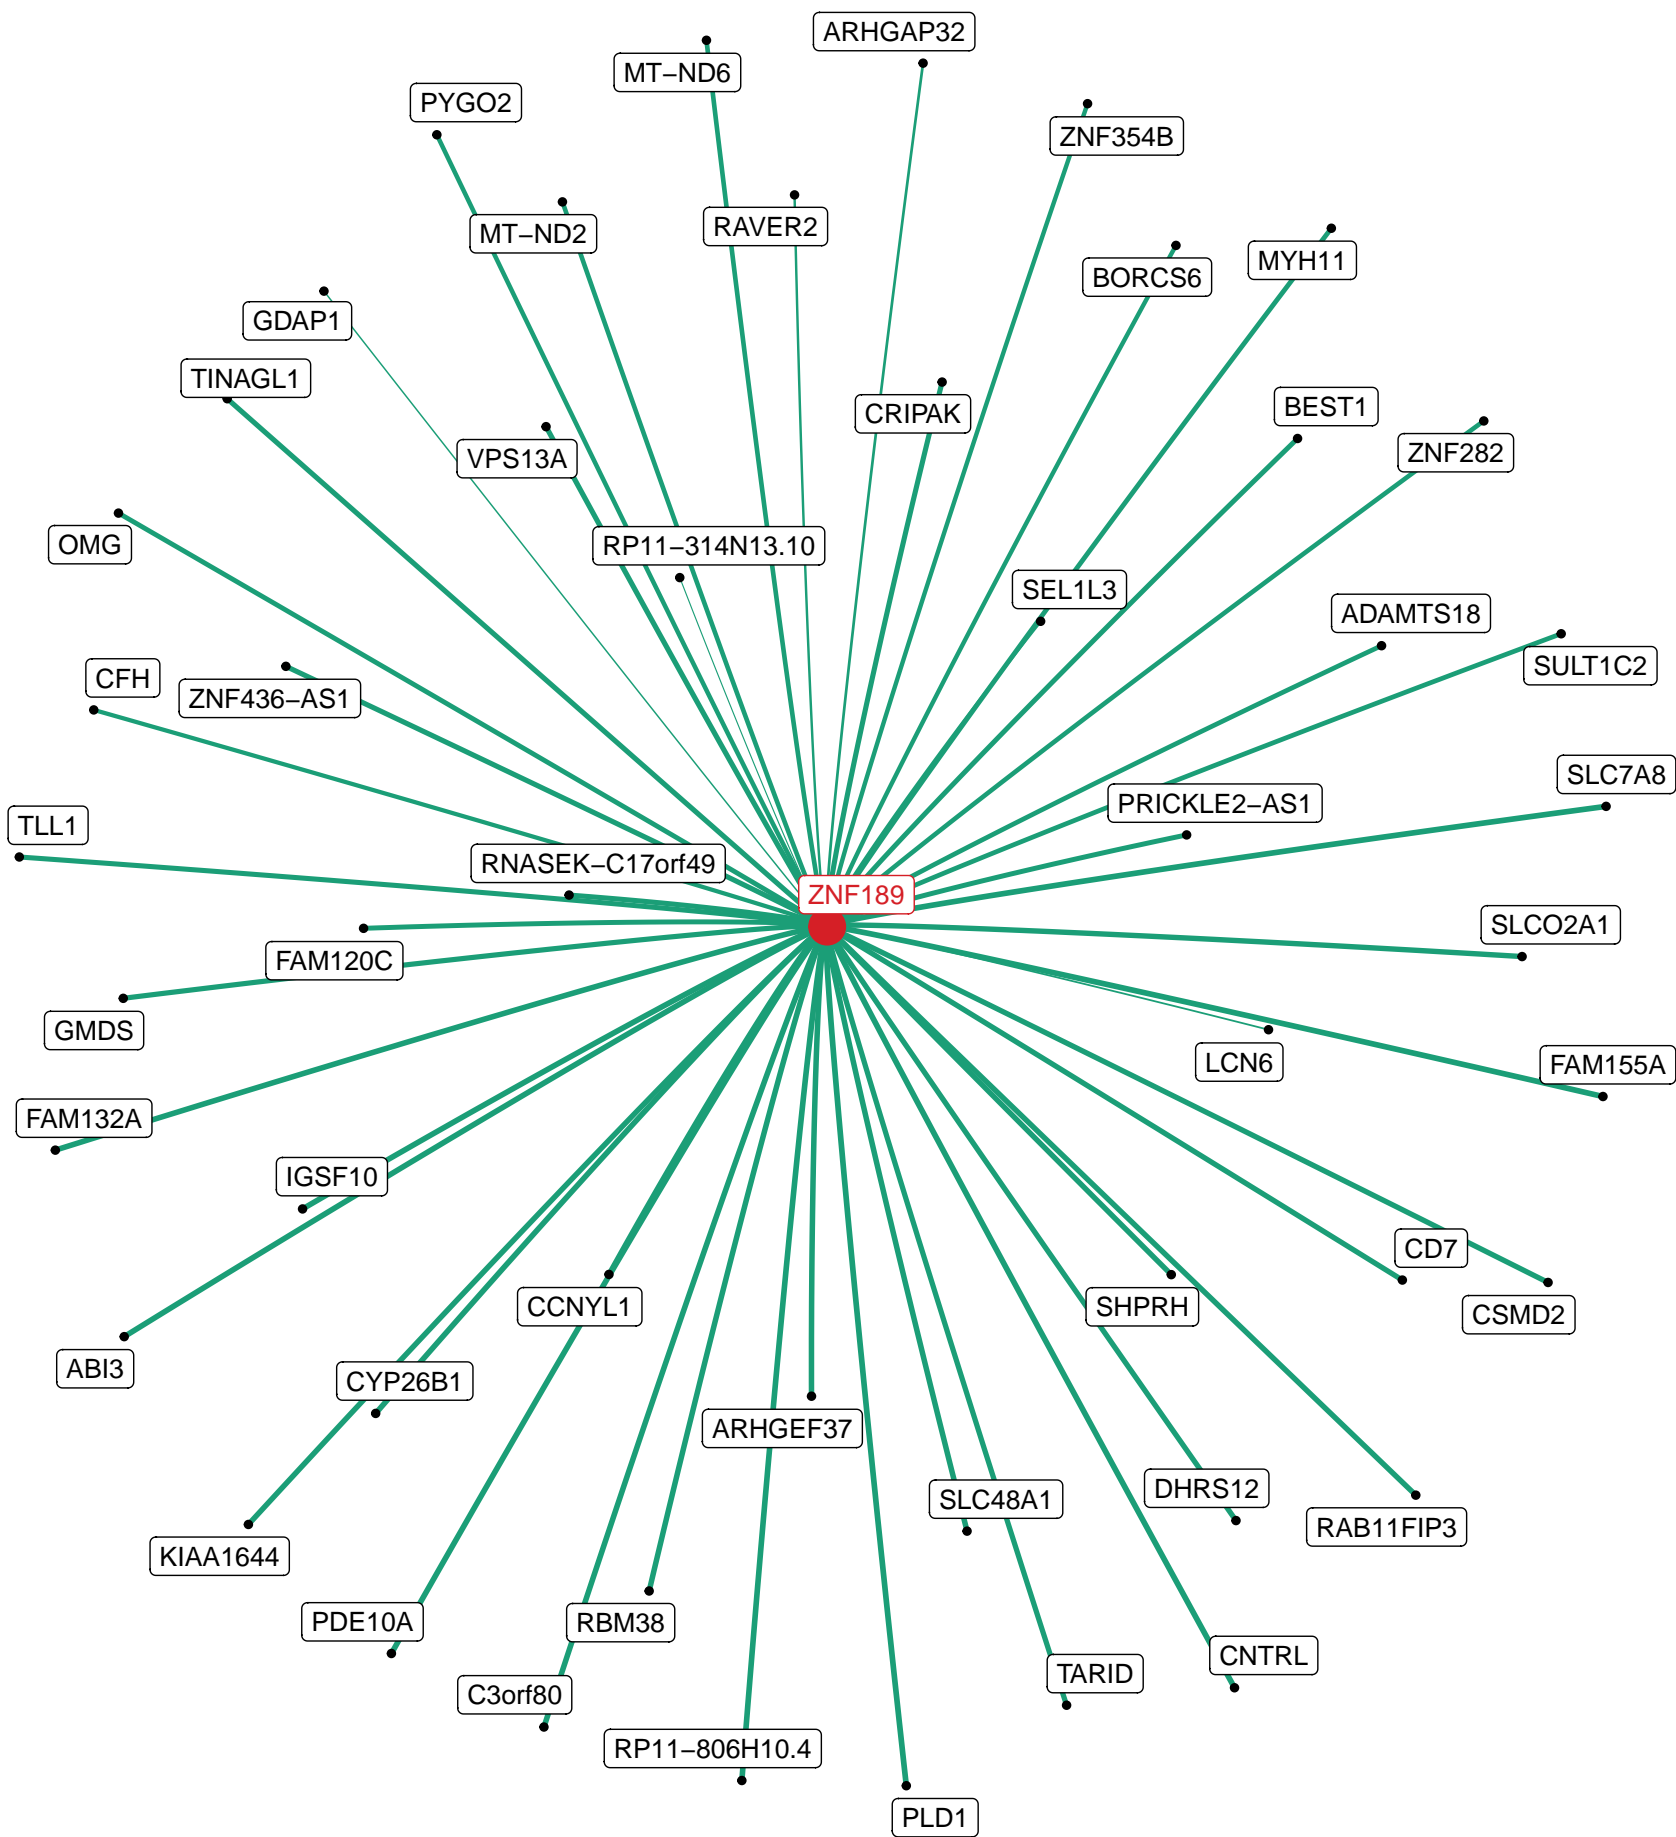 ARHGAP32
MT−ND6
PYGO2
ZNF354B
RAVER2
MT−ND2
MYH11
BORCS6
GDAP1
TINAGL1
BEST1
CRIPAK
ZNF282
VPS13A
OMG
RP11−314N13.10
SEL1L3
ADAMTS18
SULT1C2
CFH
ZNF436−AS1
SLC7A8
PRICKLE2−AS1
TLL1
RNASEK−C17orf49
ZNF189
SLCO2A1
FAM120C
GMDS
LCN6
FAM155A
FAM132A
IGSF10
CD7
CCNYL1
SHPRH
CSMD2
ABI3
CYP26B1
ARHGEF37
DHRS12
SLC48A1
RAB11FIP3
KIAA1644
PDE10A
RBM38
CNTRL
TARID
C3orf80
RP11−806H10.4
PLD1